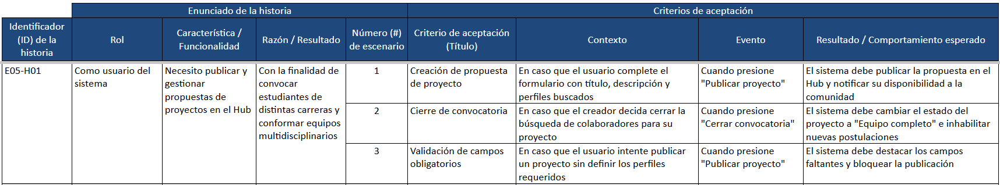 Enunciado de la historia
Criterios de aceptación
Identificador
(ID) de la
historia
Rol
Característica /
Funcionalidad
Razón / Resultado
Número (#)
de escenario
Criterio de aceptación
(Título)
Contexto
Evento
Resultado / Comportamiento esperado
E05-H01
Como usuario del
sistema
Necesito publicar y
gestionar
propuestas de
proyectos en el Hub
Con la finalidad de
convocar
estudiantes de
distintas carreras y
conformar equipos
multidisciplinarios
1
Creación de propuesta
de proyecto
En caso que el usuario complete el
formulario con título, descripción y
perfiles buscados
Cuando presione
"Publicar proyecto"
El sistema debe publicar la propuesta en el
Hub y notificar su disponibilidad a la
comunidad
2
Cierre de convocatoria
En caso que el creador decida cerrar la
búsqueda de colaboradores para su
proyecto
Cuando presione
"Cerrar convocatoria"
El sistema debe cambiar el estado del
proyecto a "Equipo completo" e inhabilitar
nuevas postulaciones
3
Validación de campos
obligatorios
En caso que el usuario intente publicar
un proyecto sin definir los perfiles
requeridos
Cuando presione
"Publicar proyecto"
El sistema debe destacar los campos
faltantes y bloquear la publicación